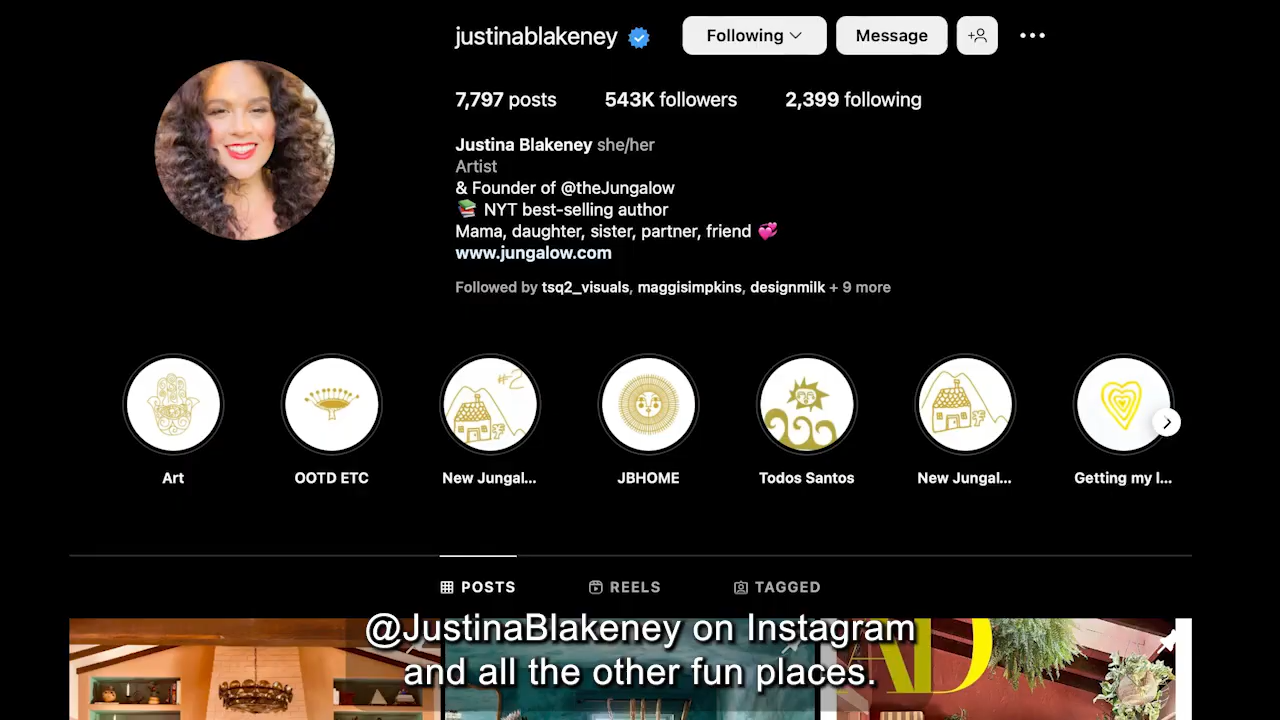 justinablakeney
Following
Message
7,797 posts
543K followers
2,399 following
Justina Blakeney she/her
Artist
& Founder of @theJungalow
📚 NYT best-selling author
Mama, daughter, sister, partner, friend 💞
www.jungalow.com
Followed by tsq2_visuals, maggisimpkins, designmilk + 9 more
#2
Art
OOTD ETC
New Jungal...
JBHOME
Todos Santos
New Jungal...
Getting my l...
POSTS
REELS
TAGGED
AD
@JustinaBlakeney on Instagram
and all the other fun places.